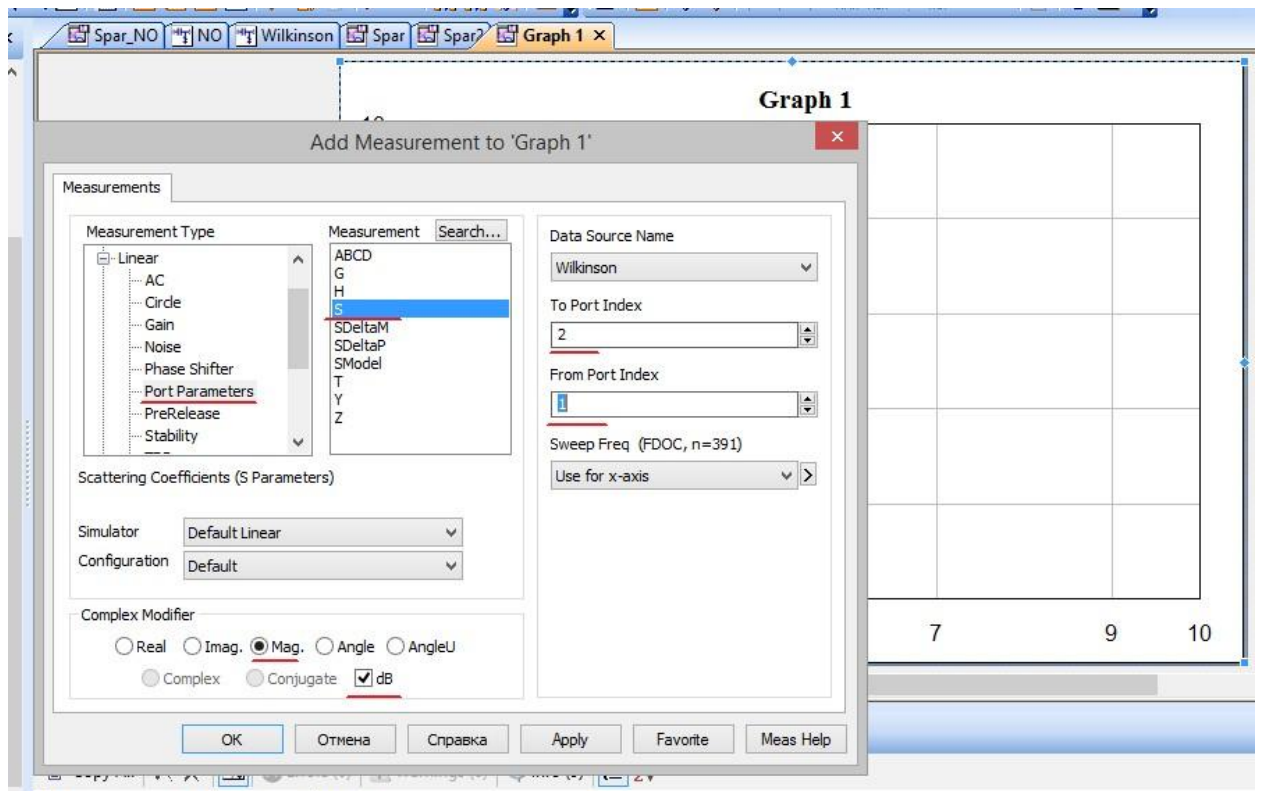 Spar_NO NO Wilkinson Spar Spar2 Graph 1 ×
Graph 1
10
Add Measurement to 'Graph 1'
Measurements
Measurement Type
Linear
AC
Circle
Gain
Noise
Phase Shifter
Port Parameters
PreRelease
Stability
Measurement Search...
ABCD
G
H
S
SDeltaM
SDeltaP
SModel
T
Y
Z
Data Source Name
Wilkinson
To Port Index
2
From Port Index
1
Sweep Freq (FDOC, n=391)
Use for x-axis
Scattering Coefficients (S Parameters)
Simulator Default Linear
Configuration Default
Complex Modifier
Real Imag. Mag. Angle AngleU
Complex Conjugate dB
OK Отмена Справка Apply Favorite Meas Help
7 9 10